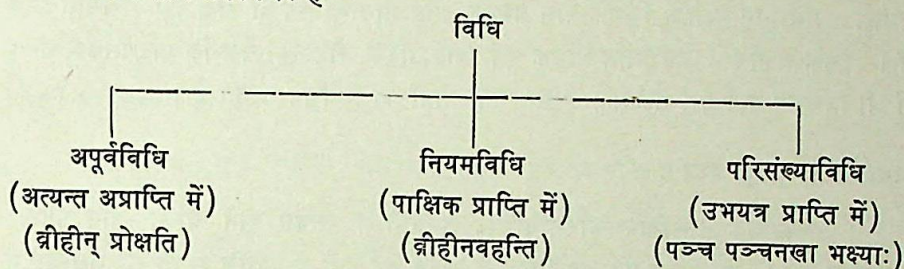 विधि
अपूर्वविधि नियमविधि परिसंख्याविधि
(अत्यन्त अप्राप्ति में) (पाक्षिक प्राप्ति में) (उभयत्र प्राप्ति में)
(व्रीहीन् प्रोक्षति) (व्रीहीनवहन्ति) (पञ्च पञ्चनखा भक्ष्याः)